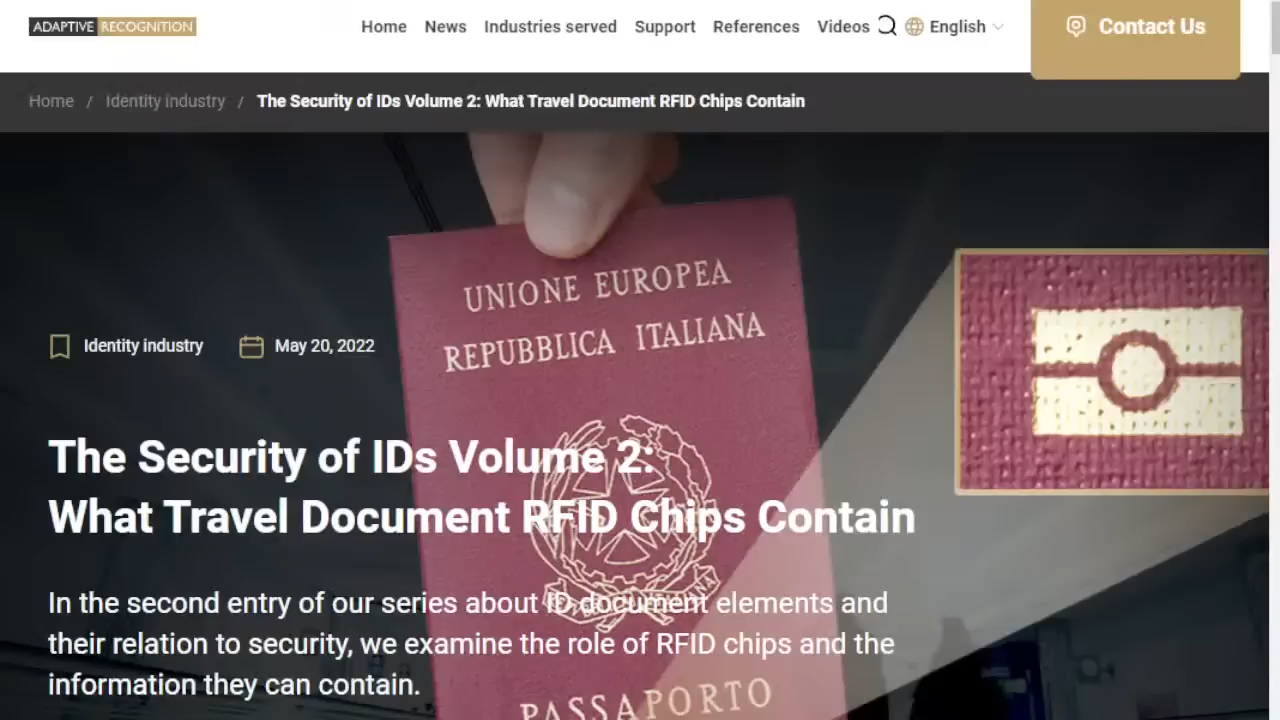 ADAPTIVE RECOGNITION
Home News Industries served Support References Videos English
Contact Us
Home / Identity industry / The Security of IDs Volume 2: What Travel Document RFID Chips Contain
UNIONE EUROPEA
REPUBBLICA ITALIANA
Identity industry May 20, 2022
The Security of IDs Volume 2:
What Travel Document RFID Chips Contain
In the second entry of our series about ID document elements and
their relation to security, we examine the role of RFID chips and the
information they can contain.
PASSAPORTO